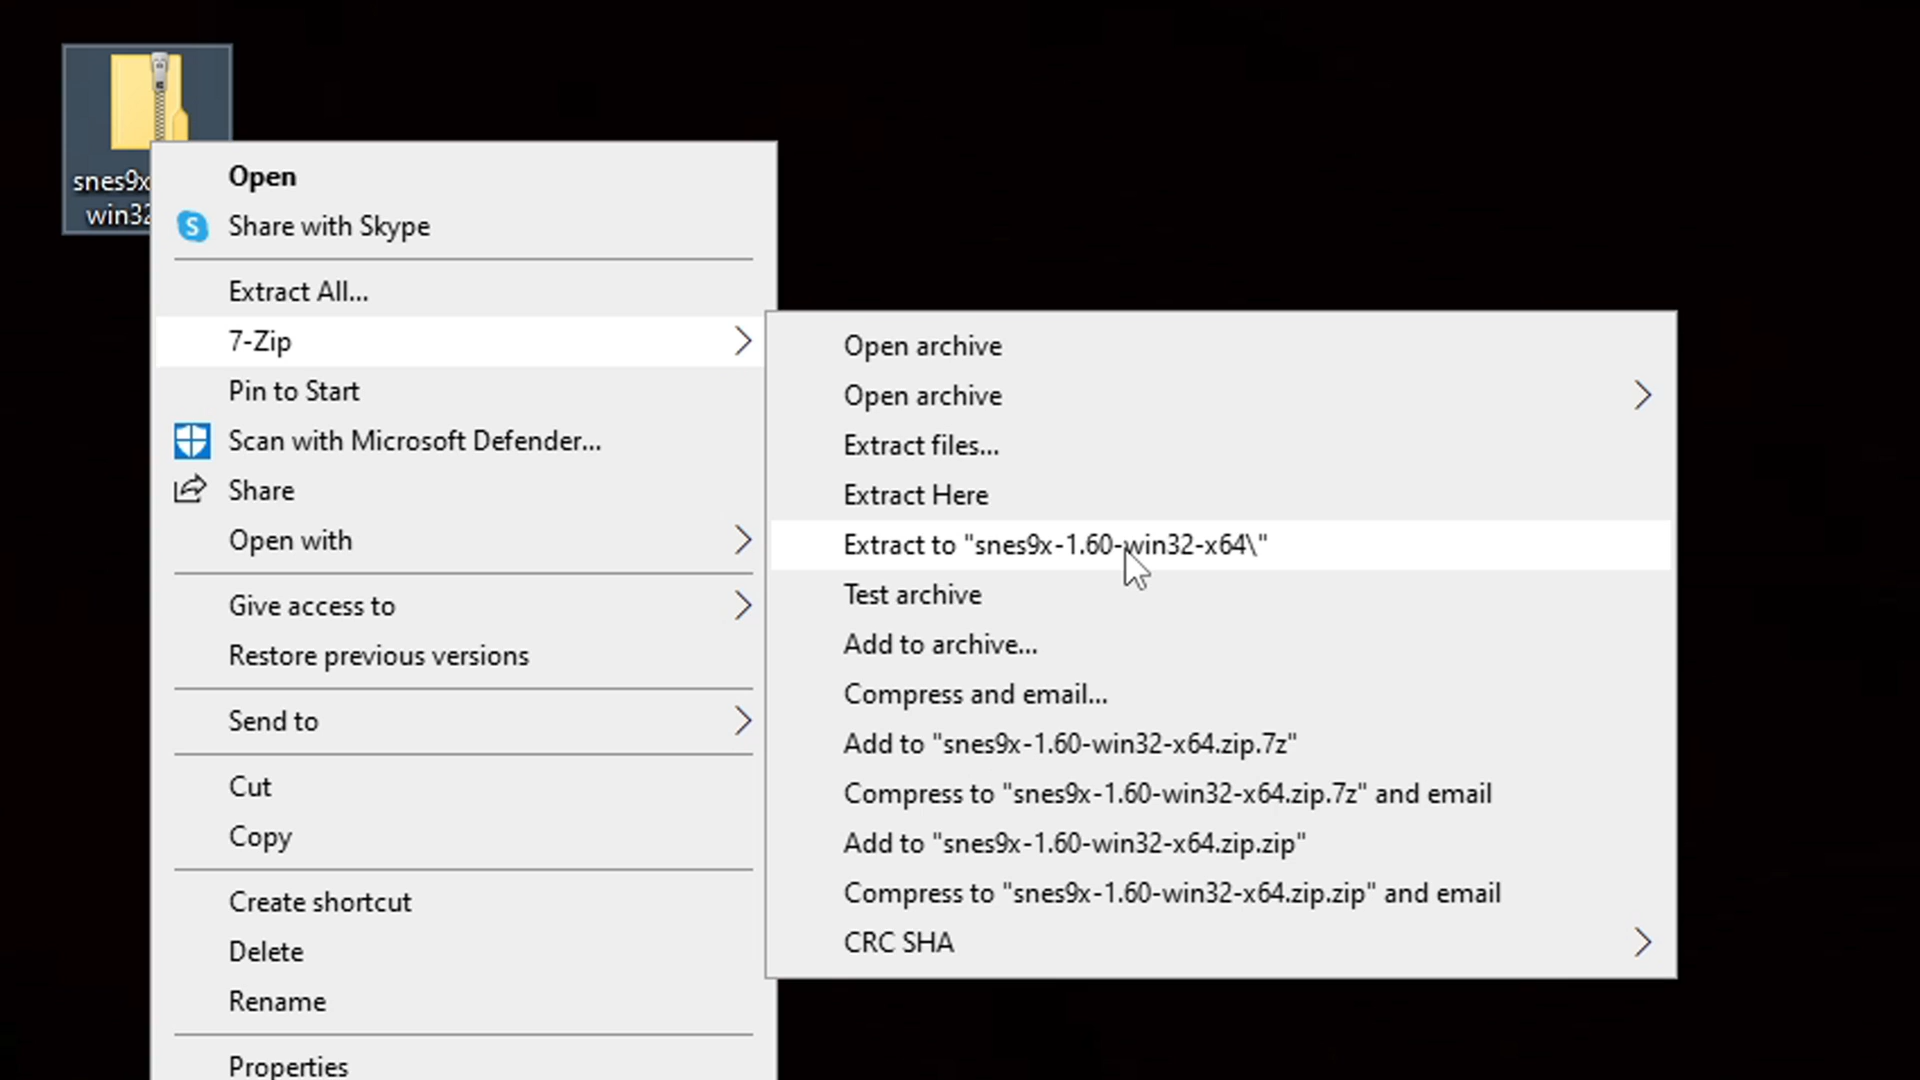 snes9x
win32
Open
Share with Skype
Extract All...
7-Zip
Pin to Start
Scan with Microsoft Defender...
Share
Open with
Give access to
Restore previous versions
Send to
Cut
Copy
Create shortcut
Delete
Rename
Properties
Open archive
Open archive
Extract files...
Extract Here
Extract to "snes9x-1.60-win32-x64\"
Test archive
Add to archive...
Compress and email...
Add to "snes9x-1.60-win32-x64.zip.7z"
Compress to "snes9x-1.60-win32-x64.zip.7z" and email
Add to "snes9x-1.60-win32-x64.zip.zip"
Compress to "snes9x-1.60-win32-x64.zip.zip" and email
CRC SHA